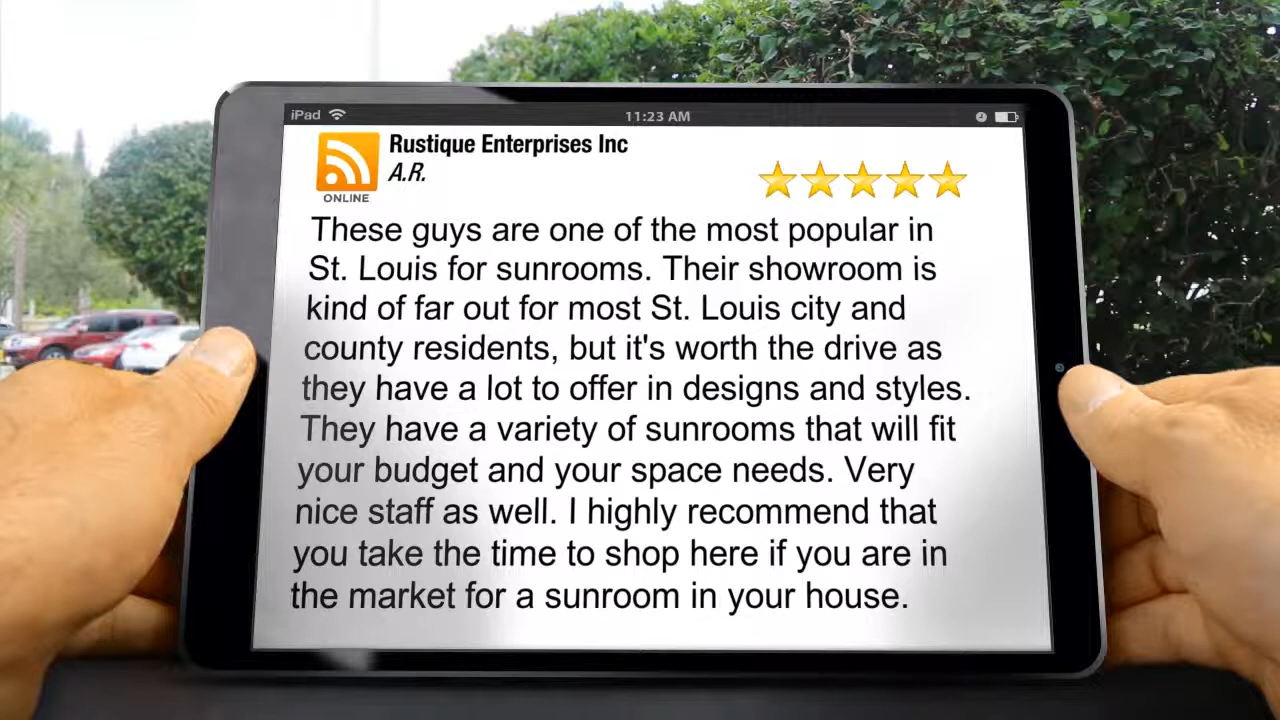 iPad 11:23 AM
Rustique Enterprises Inc
A.R.
ONLINE
These guys are one of the most popular in
St. Louis for sunrooms. Their showroom is
kind of far out for most St. Louis city and
county residents, but it's worth the drive as
they have a lot to offer in designs and styles.
They have a variety of sunrooms that will fit
your budget and your space needs. Very
nice staff as well. I highly recommend that
you take the time to shop here if you are in
the market for a sunroom in your house.